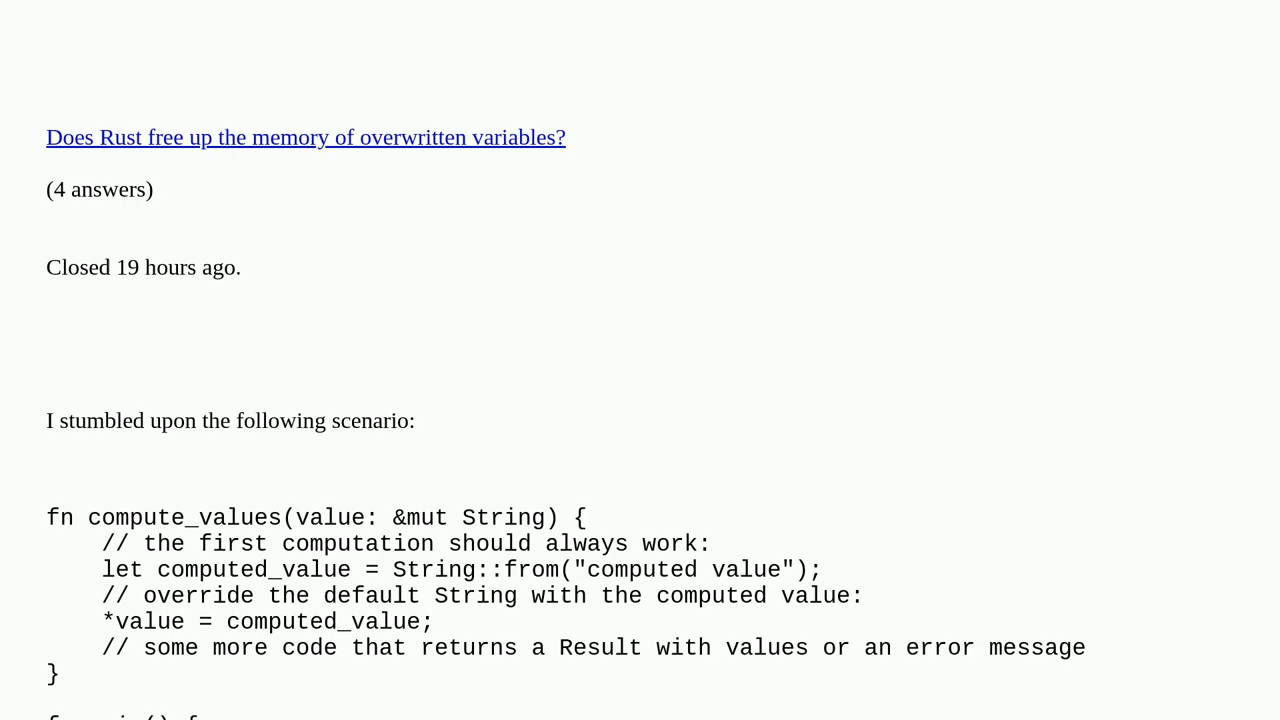 Does Rust free up the memory of overwritten variables?
(4 answers)
Closed 19 hours ago.
I stumbled upon the following scenario:
fn compute_values(value: &mut String) {
    // the first computation should always work:
    let computed_value = String::from("computed value");
    // override the default String with the computed value:
    *value = computed_value;
    // some more code that returns a Result with values or an error message
}